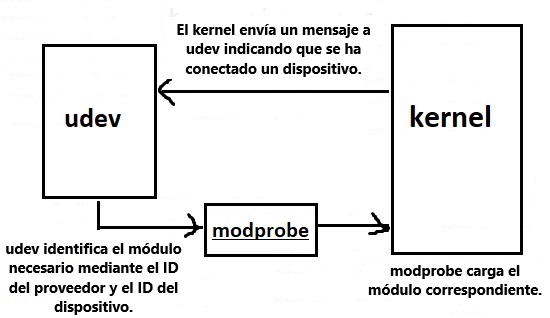 El kernel envía un mensaje a
udev indicando que se ha
conectado un dispositivo.
udev
kernel
modprobe
udev identifica el módulo
necesario mediante el ID
del proveedor y el ID del
dispositivo.
modprobe carga el
módulo correspondiente.